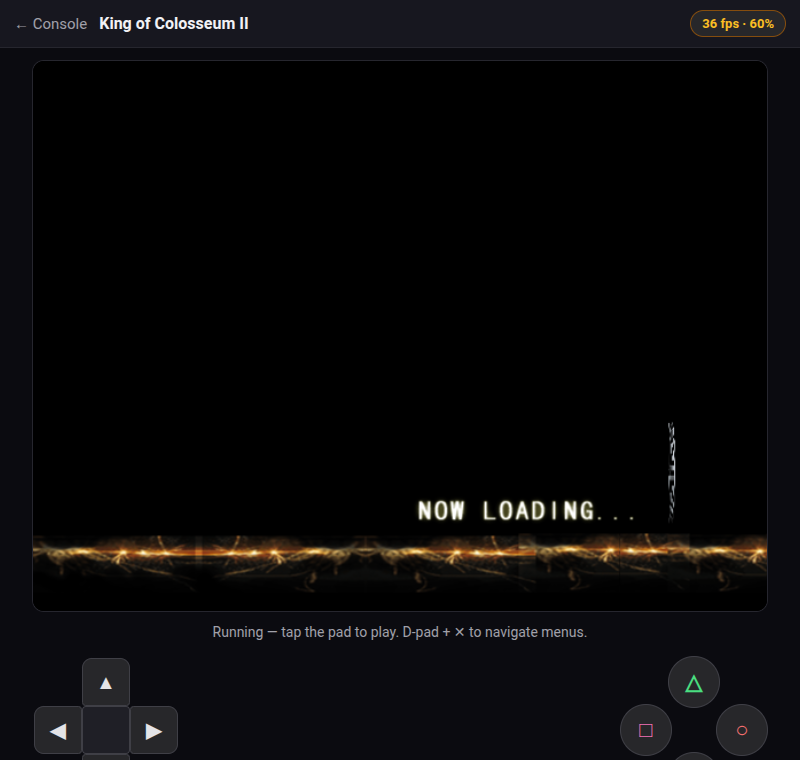 ← Console King of Colosseum II 36 fps · 60%
NOW LOADING...
Running — tap the pad to play. D-pad + ✕ to navigate menus.